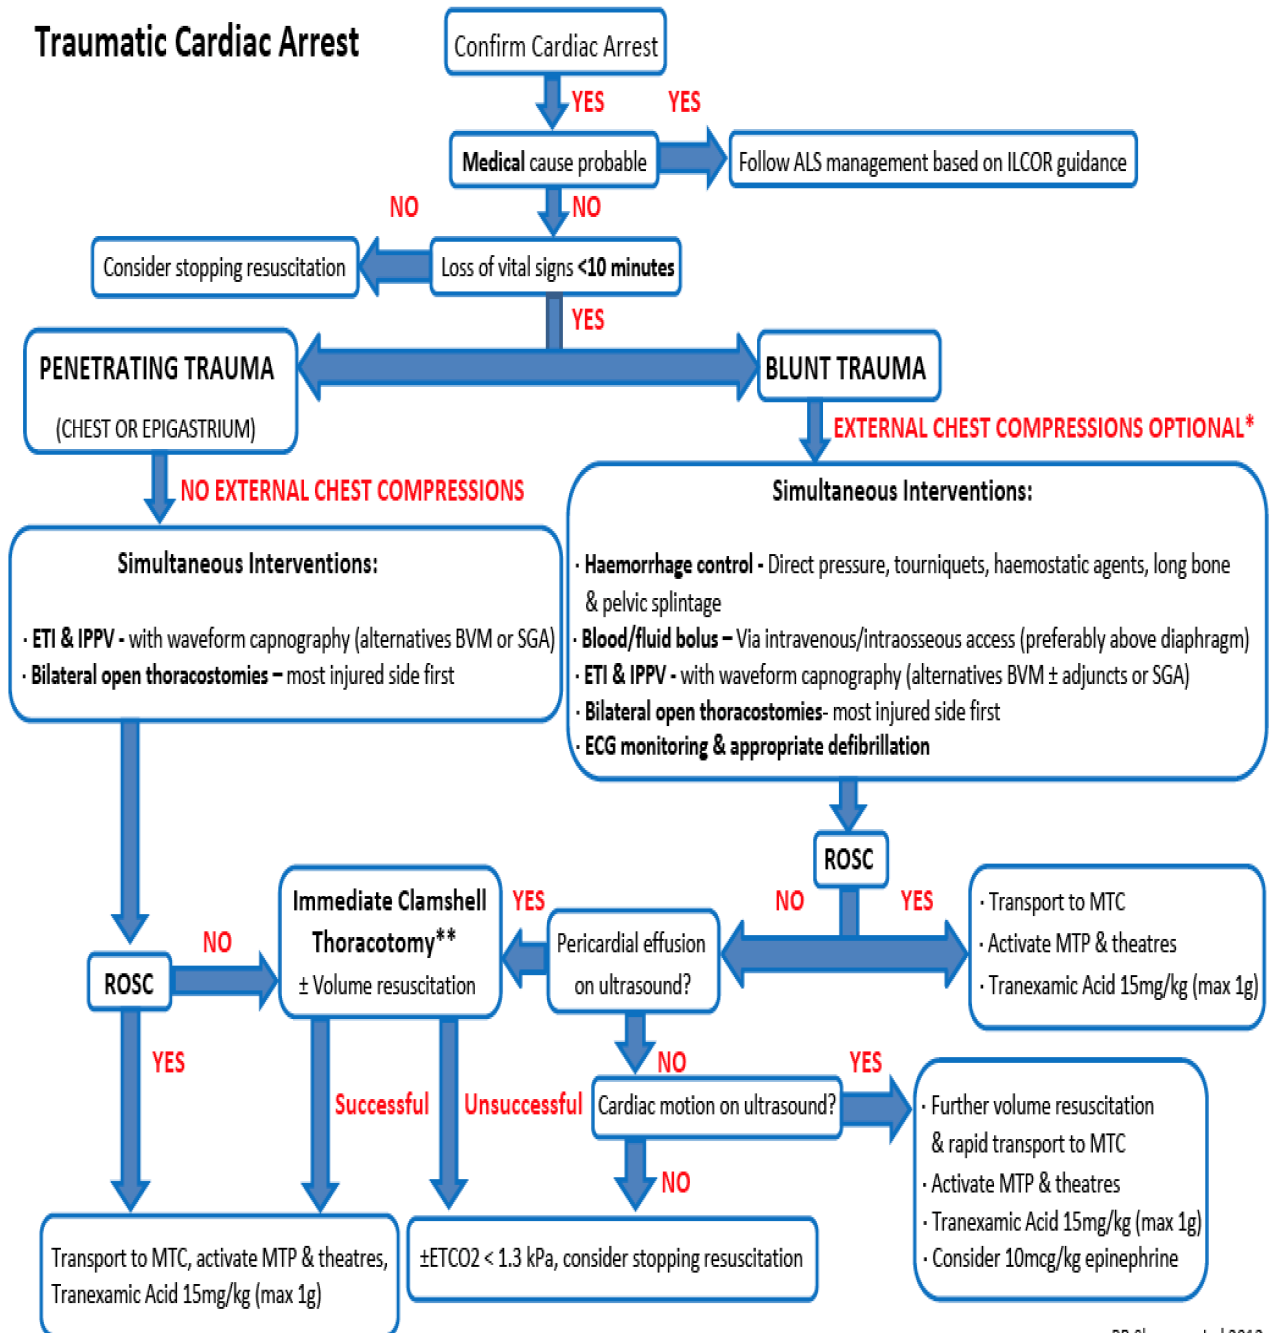 Traumatic Cardiac Arrest
Confirm Cardiac Arrest
YES
YES
Medical cause probable
Follow ALS management based on ILCOR guidance
NO
NO
Consider stopping resuscitation
Loss of vital signs <10 minutes
YES
PENETRATING TRAUMA
(CHEST OR EPIGASTRIUM)
BLUNT TRAUMA
EXTERNAL CHEST COMPRESSIONS OPTIONAL*
NO EXTERNAL CHEST COMPRESSIONS
Simultaneous Interventions:
· ETI & IPPV - with waveform capnography (alternatives BVM or SGA)
· Bilateral open thoracostomies – most injured side first
Simultaneous Interventions:
· Haemorrhage control - Direct pressure, tourniquets, haemostatic agents, long bone
& pelvic splintage
· Blood/fluid bolus – Via intravenous/intraosseous access (preferably above diaphragm)
· ETI & IPPV - with waveform capnography (alternatives BVM ± adjuncts or SGA)
· Bilateral open thoracostomies- most injured side first
· ECG monitoring & appropriate defibrillation
ROSC
NO
YES
· Transport to MTC
· Activate MTP & theatres
· Tranexamic Acid 15mg/kg (max 1g)
Immediate Clamshell
Thoracotomy**
± Volume resuscitation
YES
Pericardial effusion
on ultrasound?
ROSC
NO
YES
Successful
Unsuccessful
NO
Cardiac motion on ultrasound?
YES
· Further volume resuscitation
& rapid transport to MTC
· Activate MTP & theatres
· Tranexamic Acid 15mg/kg (max 1g)
· Consider 10mcg/kg epinephrine
NO
Transport to MTC, activate MTP & theatres,
Tranexamic Acid 15mg/kg (max 1g)
±ETCO2 < 1.3 kPa, consider stopping resuscitation